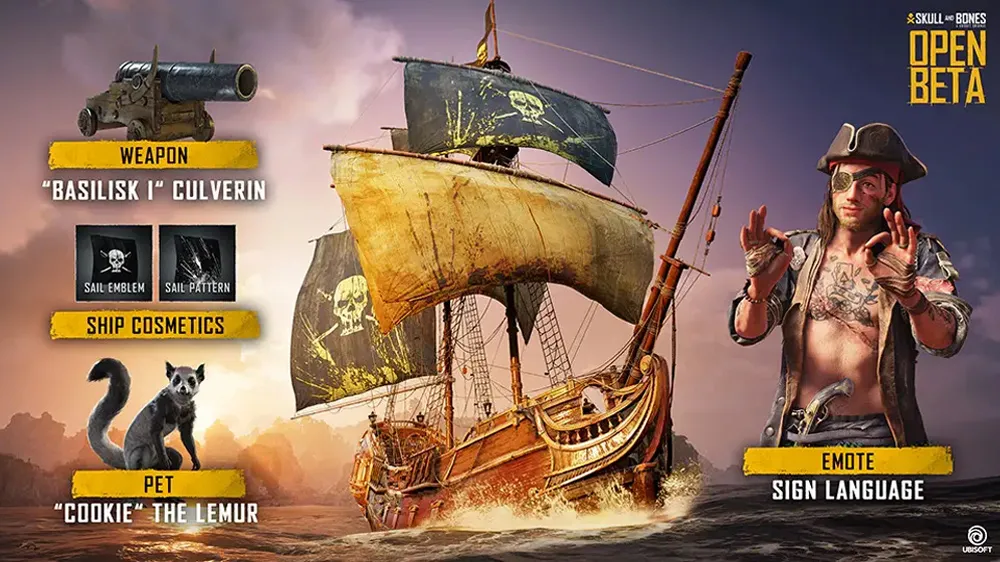 SKULL AND BONES
OPEN
BETA
WEAPON
"BASILISK I" CULVERIN
SAIL EMBLEM
SAIL PATTERN
SHIP COSMETICS
PET
"COOKIE" THE LEMUR
EMOTE
SIGN LANGUAGE
UBISOFT